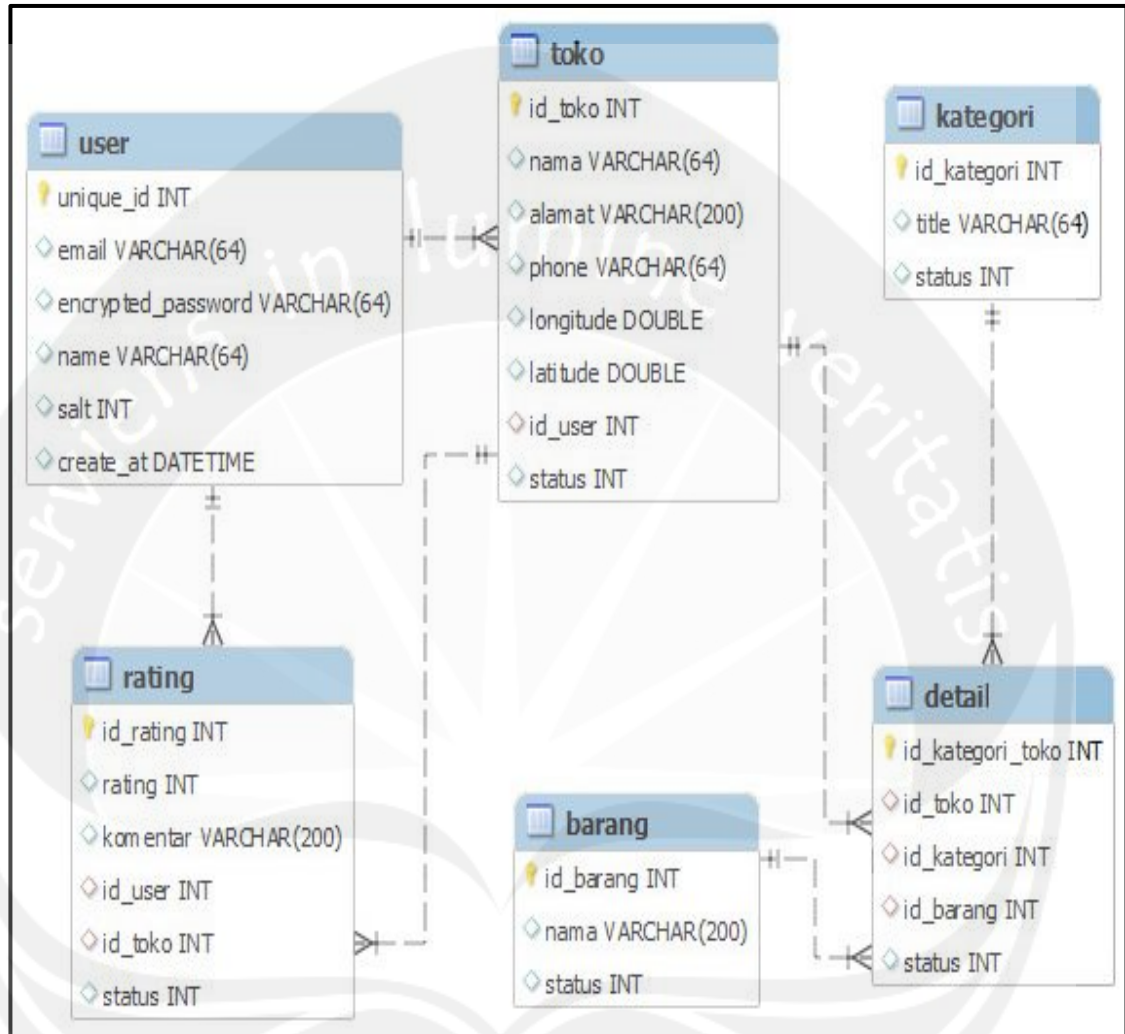 user
unique_id INT
email VARCHAR(64)
encrypted_password VARCHAR(64)
name VARCHAR(64)
salt INT
create_at DATETIME
toko
id_toko INT
nama VARCHAR(64)
alamat VARCHAR(200)
phone VARCHAR(64)
longitude DOUBLE
latitude DOUBLE
id_user INT
status INT
kategori
id_kategori INT
title VARCHAR(64)
status INT
rating
id_rating INT
rating INT
komentar VARCHAR(200)
id_user INT
id_toko INT
status INT
barang
id_barang INT
nama VARCHAR(200)
status INT
detail
id_kategori_toko INT
id_toko INT
id_kategori INT
id_barang INT
status INT
serviens in lumine veritatis